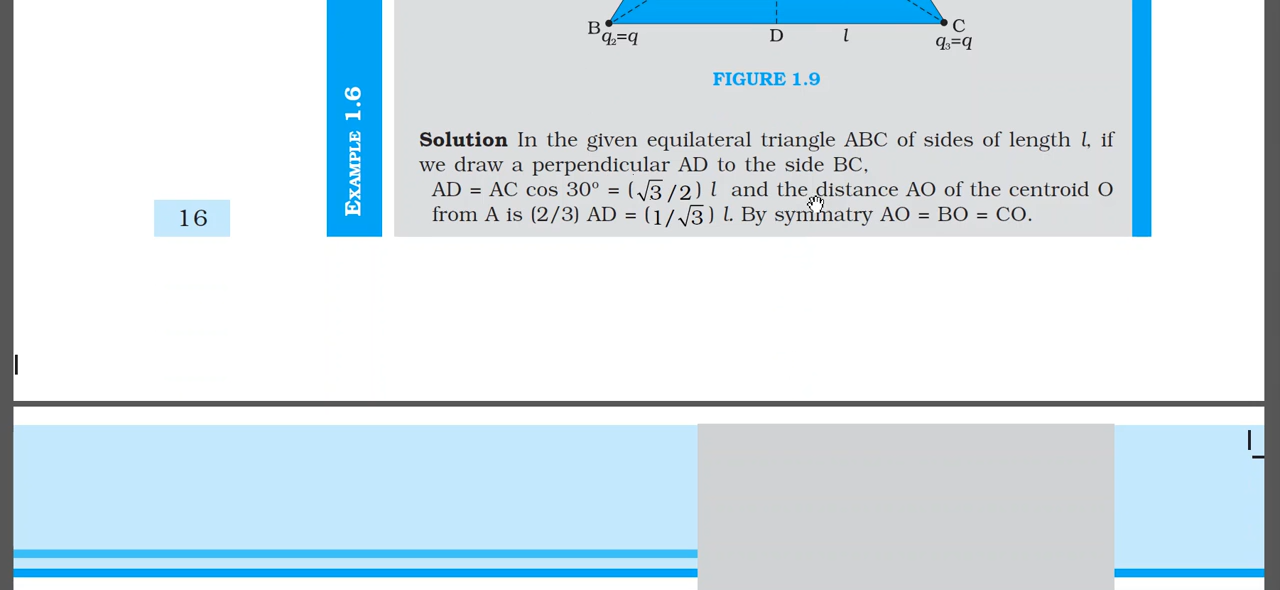 B
q₂=q
D
l
C
q₃=q
FIGURE 1.9
EXAMPLE 1.6
Solution In the given equilateral triangle ABC of sides of length l, if
we draw a perpendicular AD to the side BC,
AD = AC cos 30º = (√3/2) l and the distance AO of the centroid O
from A is (2/3) AD = (1/√3) l. By symmatry AO = BO = CO.
16